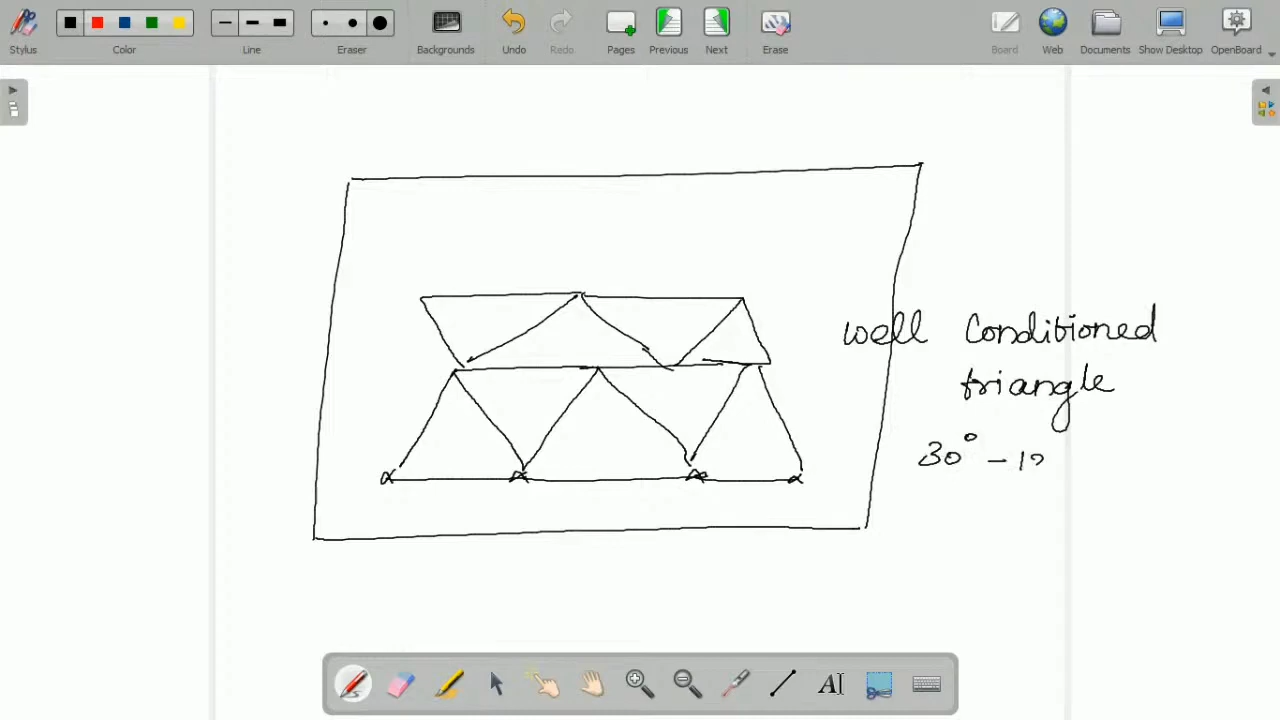 Stylus Color Line Eraser Backgrounds Undo Redo Pages Previous Next Erase Board Web Documents Show Desktop OpenBoard
well Conditioned
triangle
30° - 12